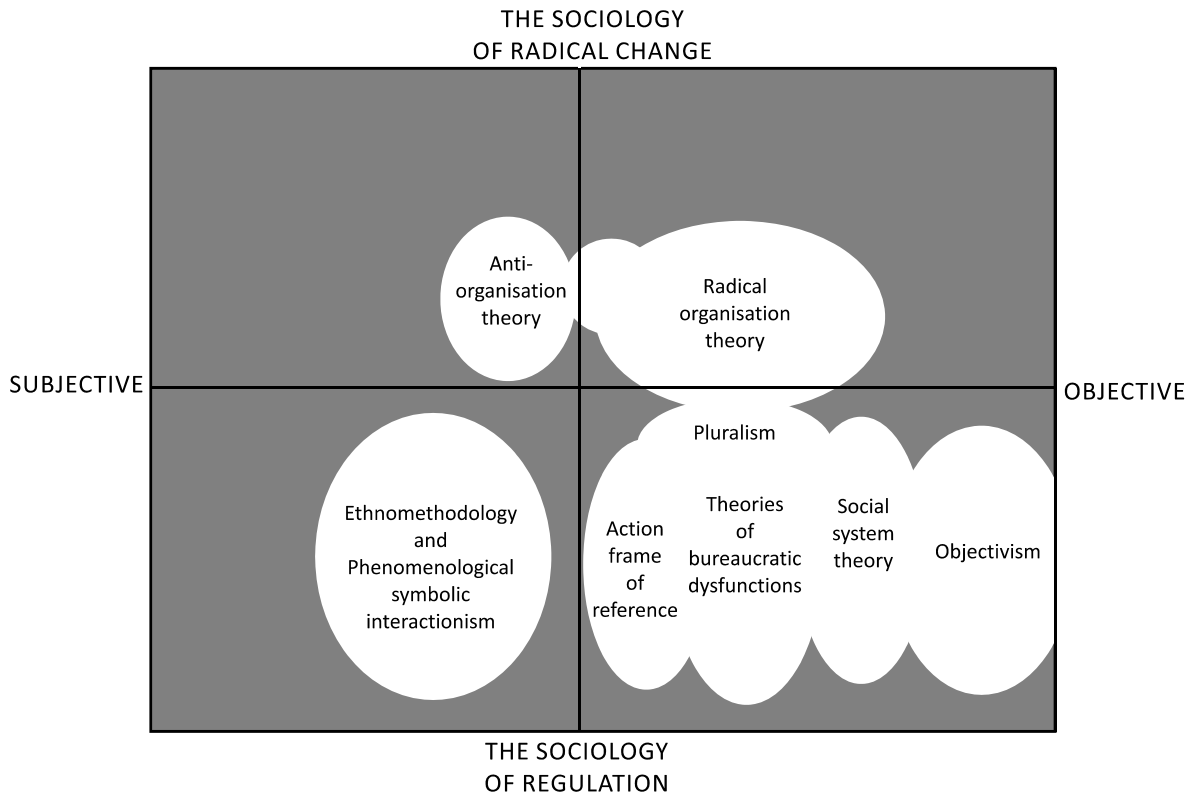 THE SOCIOLOGY
OF RADICAL CHANGE
Anti-
organisation
theory
Radical
organisation
theory
SUBJECTIVE
OBJECTIVE
Pluralism
Ethnomethodology
and
Phenomenological
symbolic
interactionism
Action
frame
of
reference
Theories
of
bureaucratic
dysfunctions
Social
system
theory
Objectivism
THE SOCIOLOGY
OF REGULATION